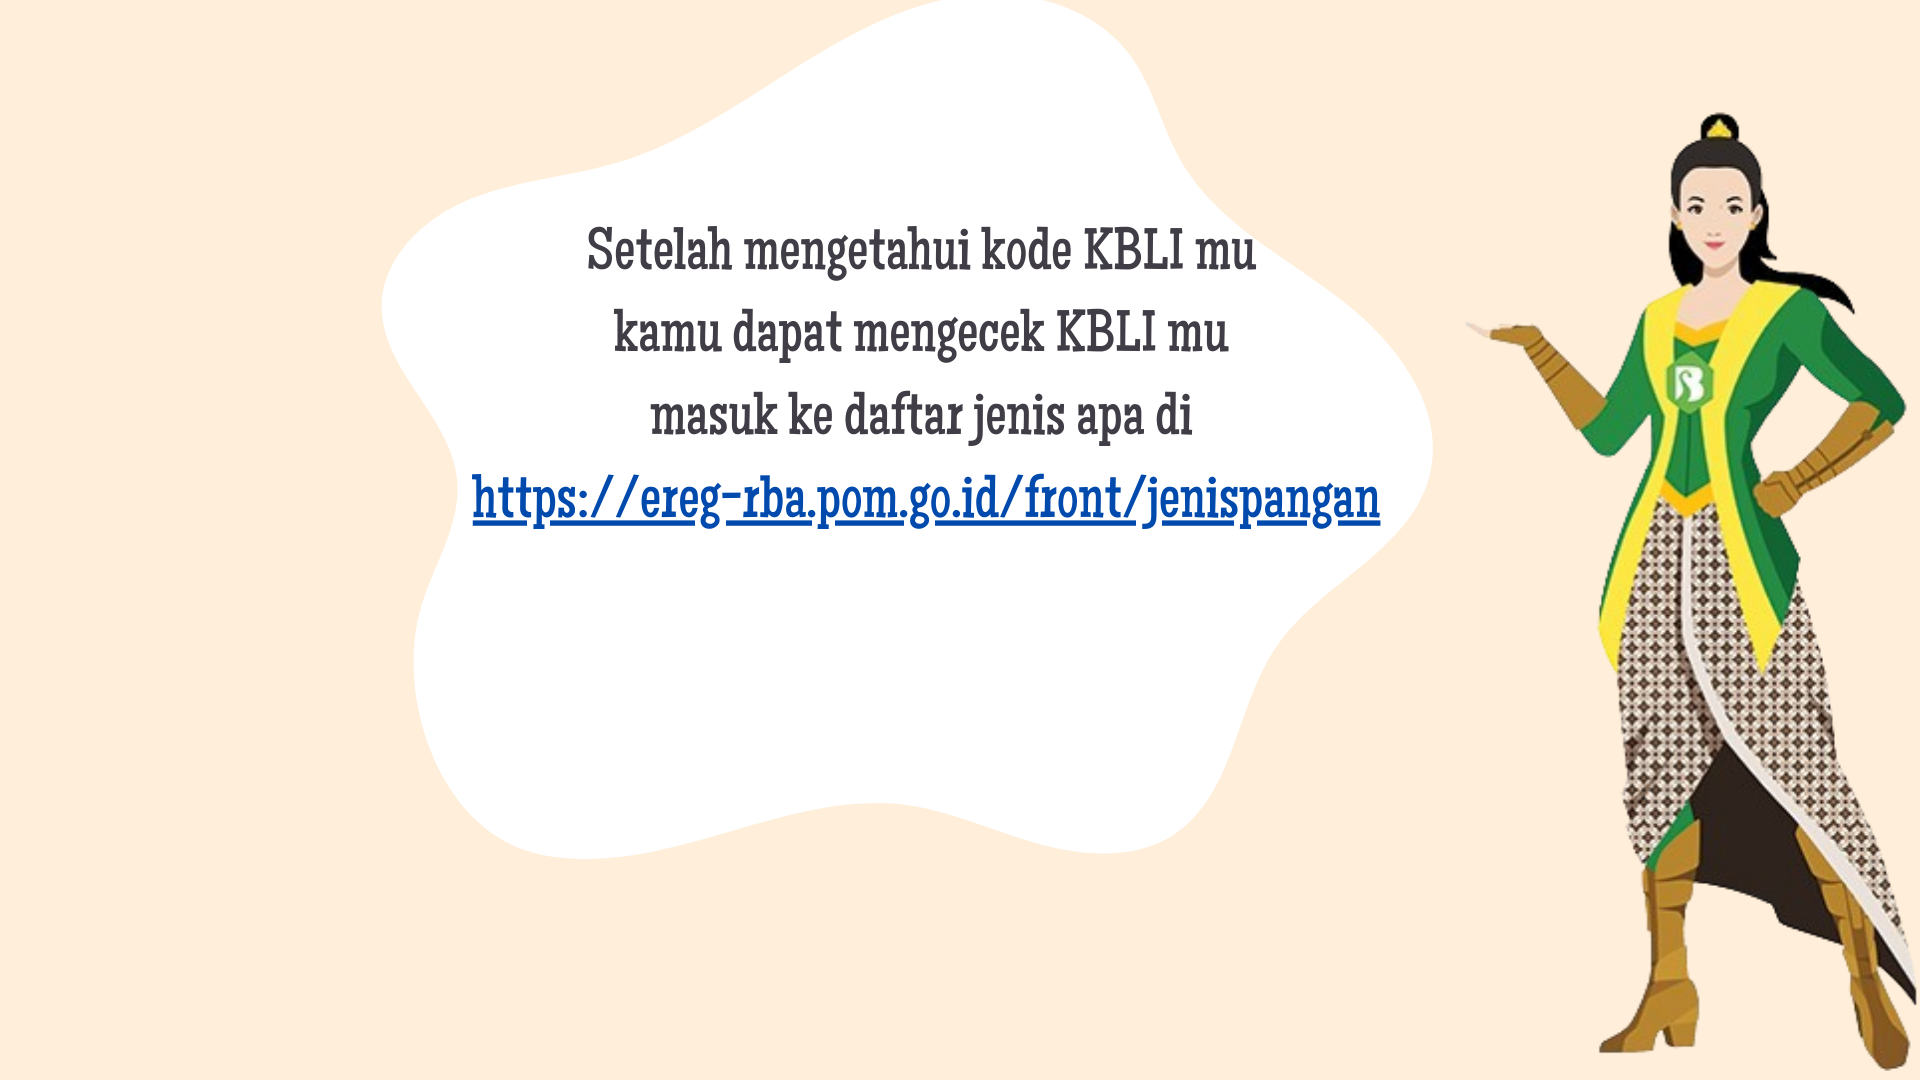 Setelah mengetahui kode KBLI mu
kamu dapat mengecek KBLI mu
masuk ke daftar jenis apa di
https://ereg-rba.pom.go.id/front/jenispangan